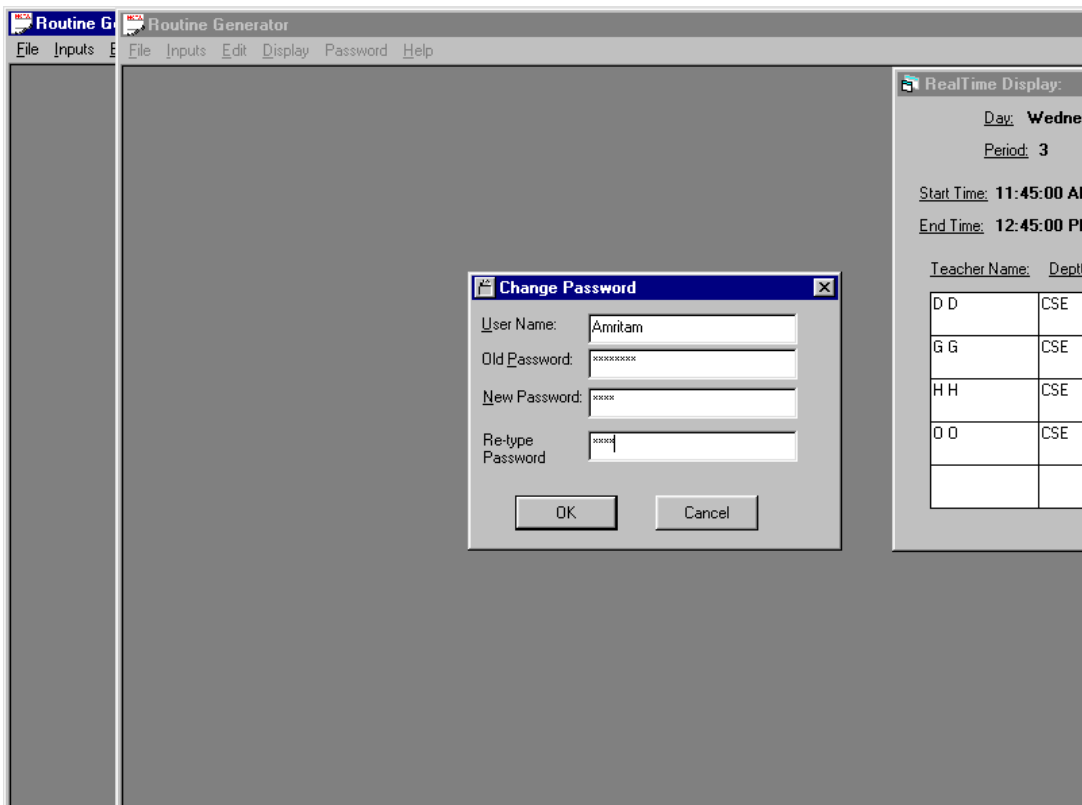 Routine G
File Inputs E
Routine Generator
File Inputs Edit Display Password Help
RealTime Display:
Day: Wedne
Period: 3
Start Time: 11:45:00 A
End Time: 12:45:00 P
Teacher Name: Dept
D D CSE
G G CSE
H H CSE
O O CSE
Change Password
User Name: Amritam
Old Password: ********
New Password: ****
Re-type
Password ****
OK Cancel